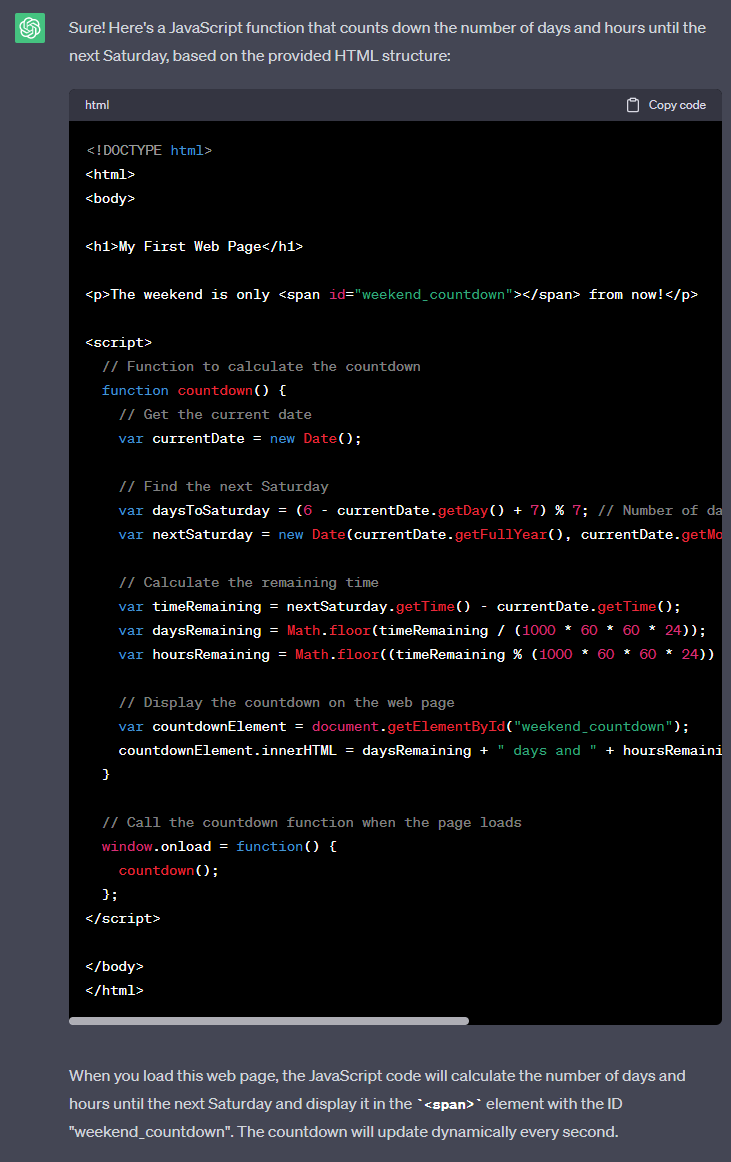 Sure! Here's a JavaScript function that counts down the number of days and hours until the
next Saturday, based on the provided HTML structure:
html
Copy code
<!DOCTYPE html>
<html>
<body>
<h1>My First Web Page</h1>
<p>The weekend is only <span id="weekend_countdown"></span> from now!</p>
<script>
// Function to calculate the countdown
function countdown() {
// Get the current date
var currentDate = new Date();
// Find the next Saturday
var daysToSaturday = (6 - currentDate.getDay() + 7) % 7; // Number of da
var nextSaturday = new Date(currentDate.getFullYear(), currentDate.getMo
// Calculate the remaining time
var timeRemaining = nextSaturday.getTime() - currentDate.getTime();
var daysRemaining = Math.floor(timeRemaining / (1000 * 60 * 60 * 24));
var hoursRemaining = Math.floor((timeRemaining % (1000 * 60 * 60 * 24))
// Display the countdown on the web page
var countdownElement = document.getElementById("weekend_countdown");
countdownElement.innerHTML = daysRemaining + " days and " + hoursRemaini
}
// Call the countdown function when the page loads
window.onload = function() {
countdown();
};
</script>
</body>
</html>
When you load this web page, the JavaScript code will calculate the number of days and
hours until the next Saturday and display it in the `<span>` element with the ID
"weekend_countdown". The countdown will update dynamically every second.